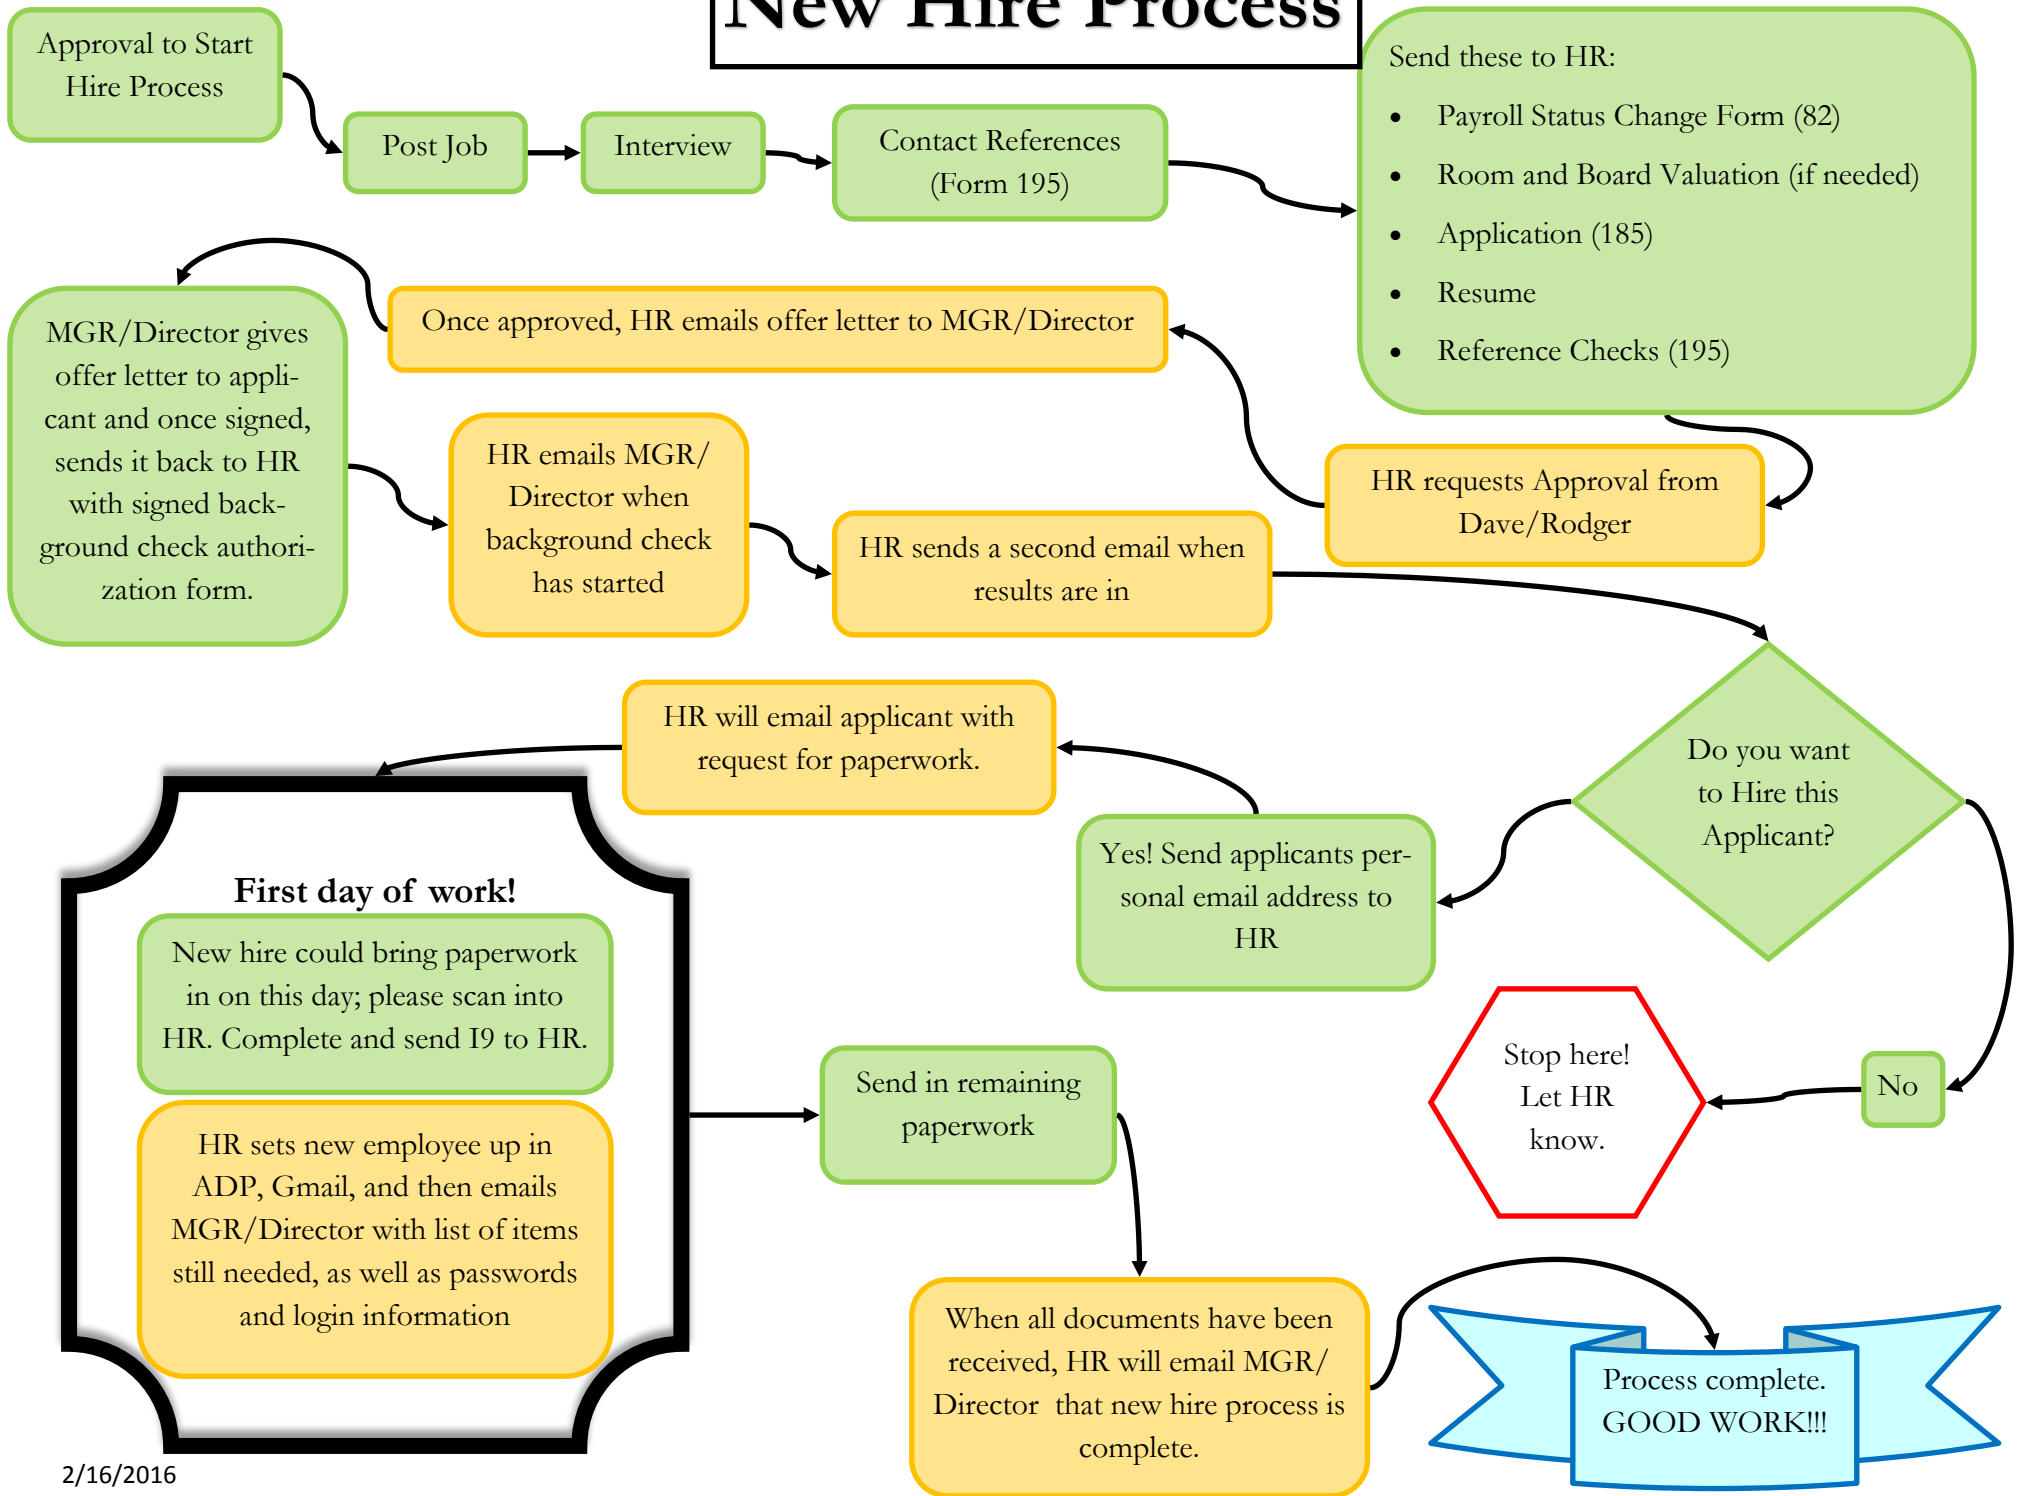 New Hire Process
Approval to Start
Hire Process
Post Job
Interview
Contact References
(Form 195)
Send these to HR:
• Payroll Status Change Form (82)
• Room and Board Valuation (if needed)
• Application (185)
• Resume
• Reference Checks (195)
HR requests Approval from
Dave/Rodger
Once approved, HR emails offer letter to MGR/Director
MGR/Director gives
offer letter to appli-
cant and once signed,
sends it back to HR
with signed back-
ground check authori-
zation form.
HR emails MGR/
Director when
background check
has started
HR sends a second email when
results are in
Do you want
to Hire this
Applicant?
Yes! Send applicants per-
sonal email address to
HR
HR will email applicant with
request for paperwork.
No
Stop here!
Let HR
know.
First day of work!
New hire could bring paperwork
in on this day; please scan into
HR. Complete and send I9 to HR.
HR sets new employee up in
ADP, Gmail, and then emails
MGR/Director with list of items
still needed, as well as passwords
and login information
Send in remaining
paperwork
When all documents have been
received, HR will email MGR/
Director that new hire process is
complete.
Process complete.
GOOD WORK!!!
2/16/2016